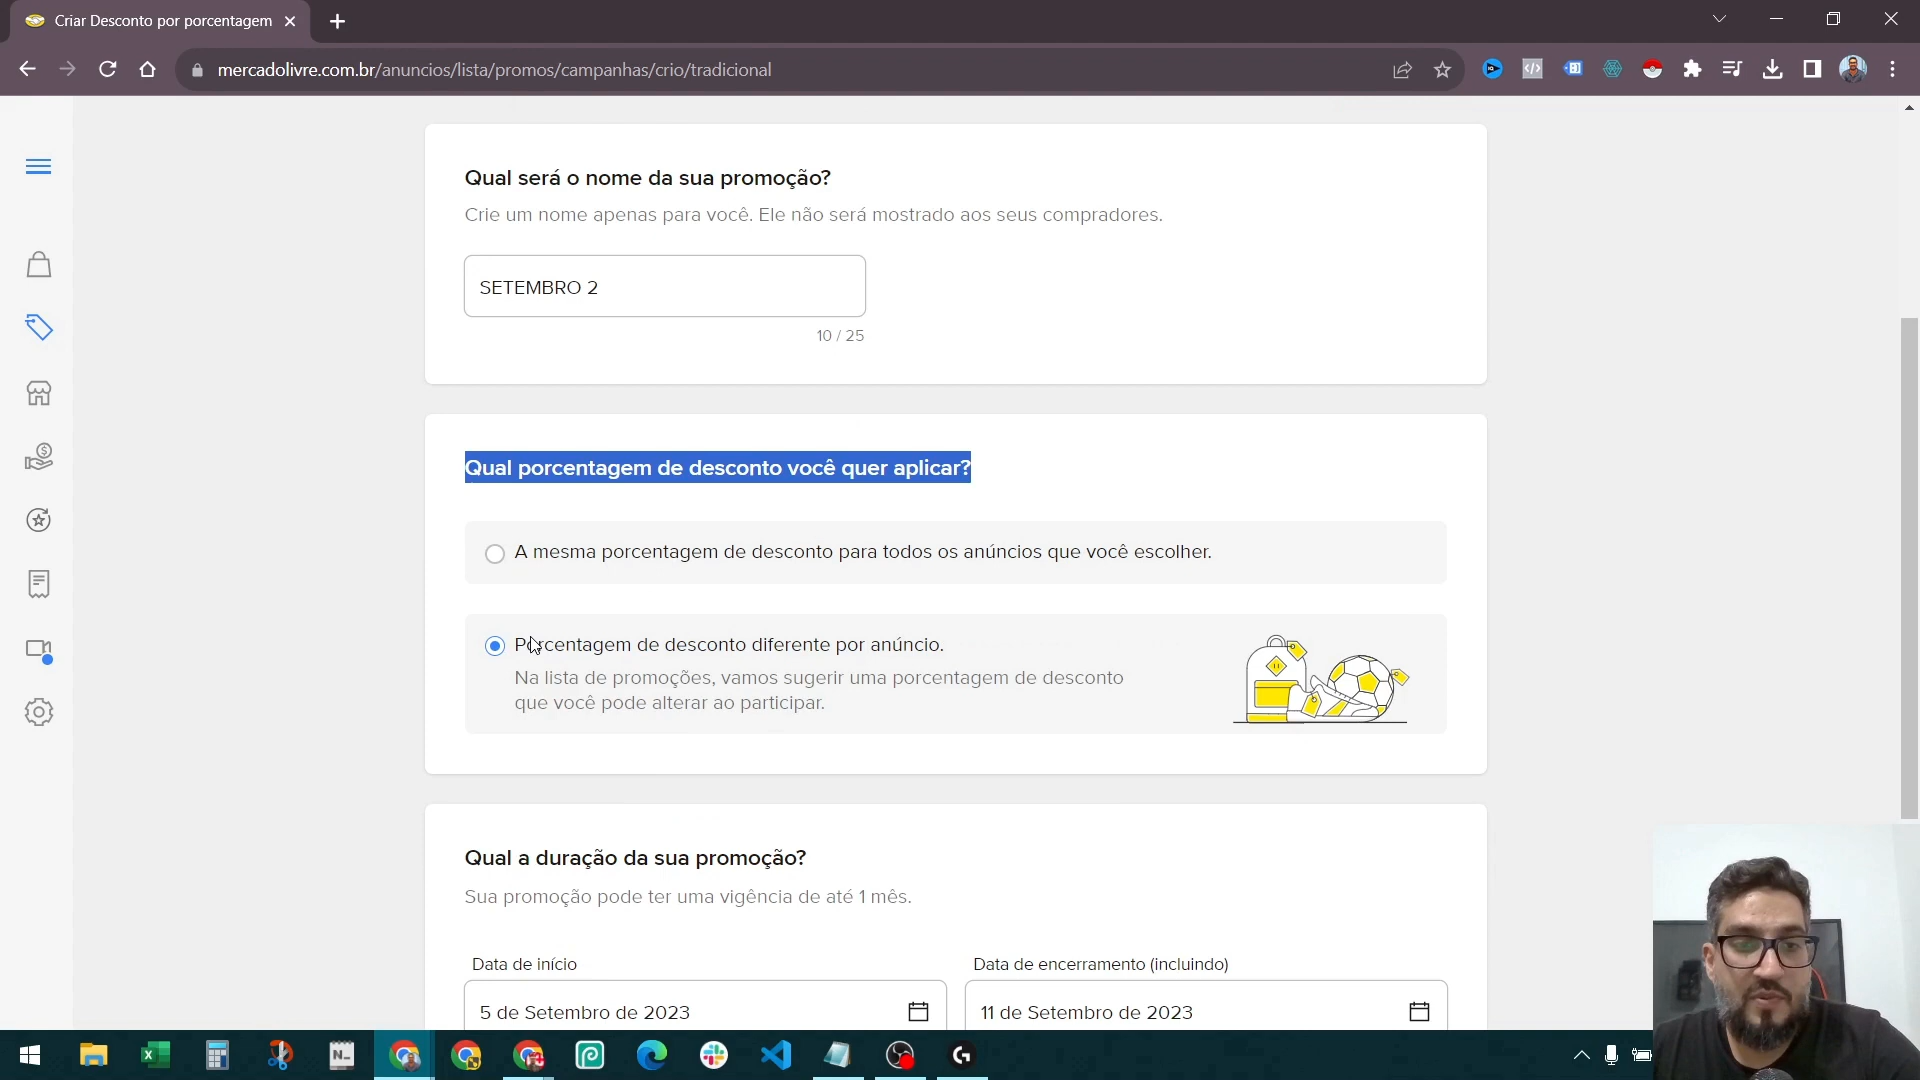 Criar Desconto por porcentagem
mercadolivre.com.br/anuncios/lista/promos/campanhas/crio/tradicional
Qual será o nome da sua promoção?
Crie um nome apenas para você. Ele não será mostrado aos seus compradores.
SETEMBRO 2
10 / 25
Qual porcentagem de desconto você quer aplicar?
A mesma porcentagem de desconto para todos os anúncios que você escolher.
Porcentagem de desconto diferente por anúncio.
Na lista de promoções, vamos sugerir uma porcentagem de desconto
que você pode alterar ao participar.
Qual a duração da sua promoção?
Sua promoção pode ter uma vigência de até 1 mês.
Data de início
Data de encerramento (incluindo)
5 de Setembro de 2023
11 de Setembro de 2023